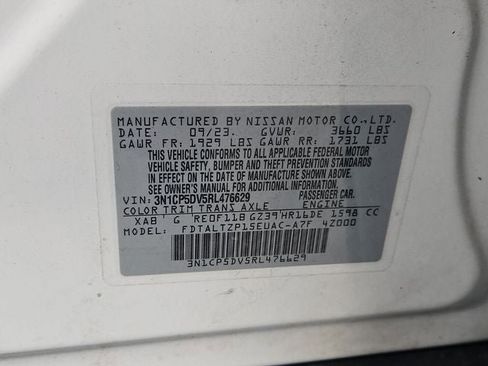 MANUFACTURED BY NISSAN MOTOR CO.,LTD.
DATE: 09/23. GVWR: 3660 LBS
GAWR FR: 1929 LBS GAWR RR: 1731 LBS
THIS VEHICLE CONFORMS TO ALL APPLICABLE FEDERAL MOTOR
VEHICLE SAFETY, BUMPER AND THEFT PREVENTION STANDARDS
IN EFFECT ON THE DATE OF MANUFACTURE SHOWN ABOVE.
SEE OWNER'S MANUAL FOR ADDITIONAL INFORMATION.
VIN: 3N1CP5DV5RL476629 PASSENGER CAR.
COLOR TRIM TRANS AXLE ENGINE
XAB G RE0F11B GZ39 HR16DE 1598 CC
MODEL: FDTALTZP15EUAC-A7F 4Z000
3N1CP5DV5RL476629